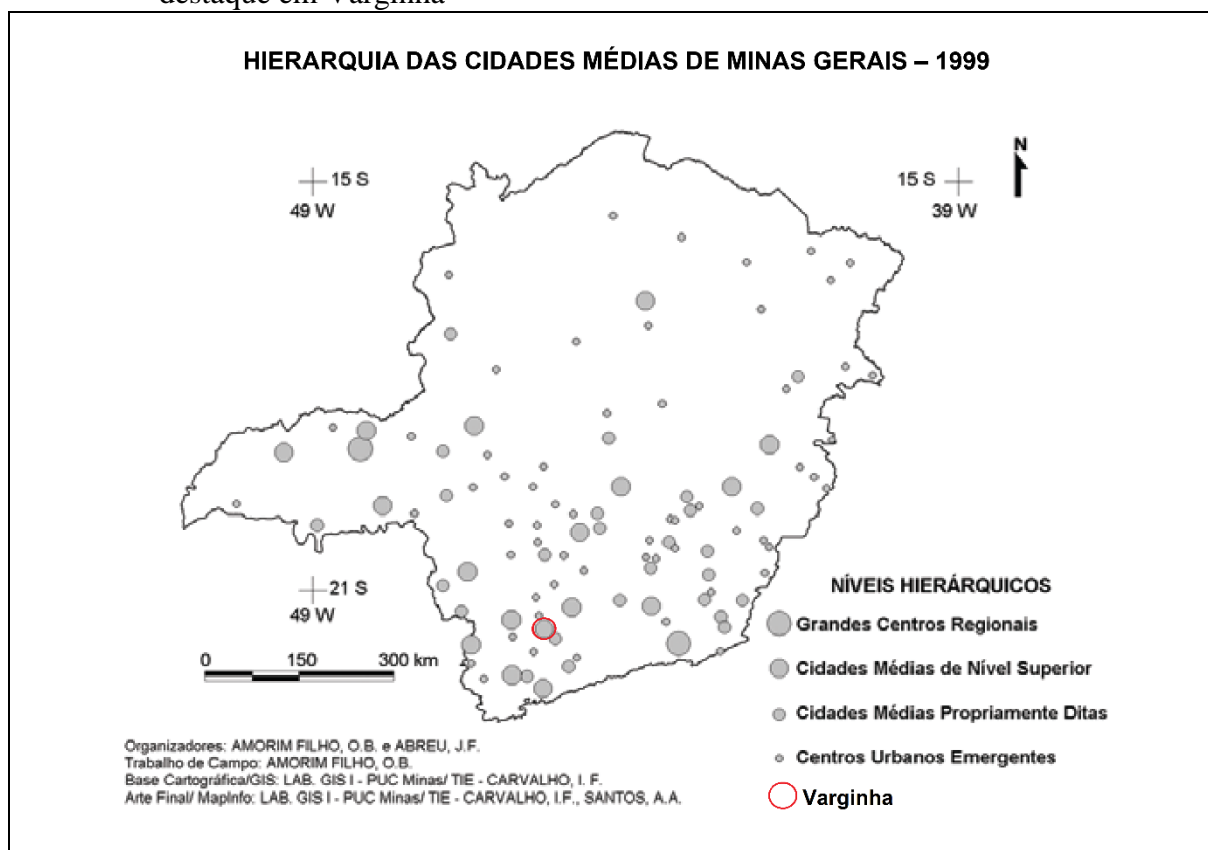 destaque em Varginha
HIERARQUIA DAS CIDADES MÉDIAS DE MINAS GERAIS – 1999
N
15 S
49 W
15 S
39 W
21 S
49 W
NÍVEIS HIERÁRQUICOS
Grandes Centros Regionais
Cidades Médias de Nível Superior
Cidades Médias Propriamente Ditas
Centros Urbanos Emergentes
Varginha
0 150 300 km
Organizadores: AMORIM FILHO, O.B. e ABREU, J.F.
Trabalho de Campo: AMORIM FILHO, O.B.
Base Cartográfica/GIS: LAB. GIS I - PUC Minas/ TIE - CARVALHO, I. F.
Arte Final/ MapInfo: LAB. GIS I - PUC Minas/ TIE - CARVALHO, I.F., SANTOS, A.A.